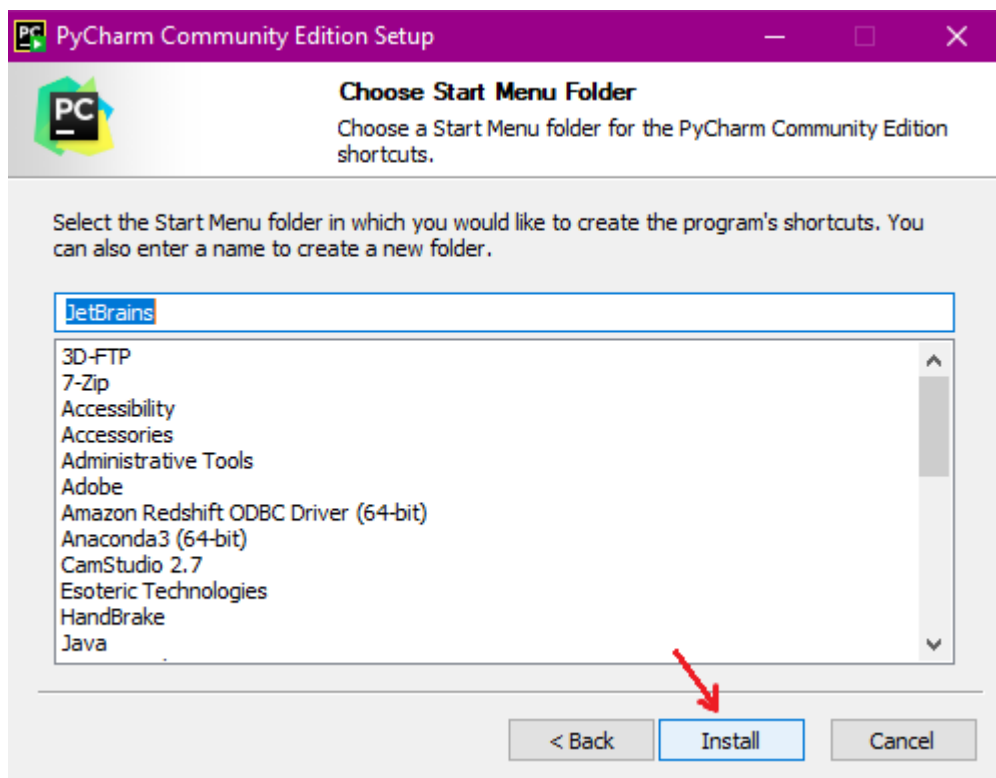 PC PyCharm Community Edition Setup
PC
Choose Start Menu Folder
Choose a Start Menu folder for the PyCharm Community Edition
shortcuts.
Select the Start Menu folder in which you would like to create the program's shortcuts. You
can also enter a name to create a new folder.
JetBrains
3D-FTP
7-Zip
Accessibility
Accessories
Administrative Tools
Adobe
Amazon Redshift ODBC Driver (64-bit)
Anaconda3 (64-bit)
CamStudio 2.7
Esoteric Technologies
HandBrake
Java
< Back Install Cancel